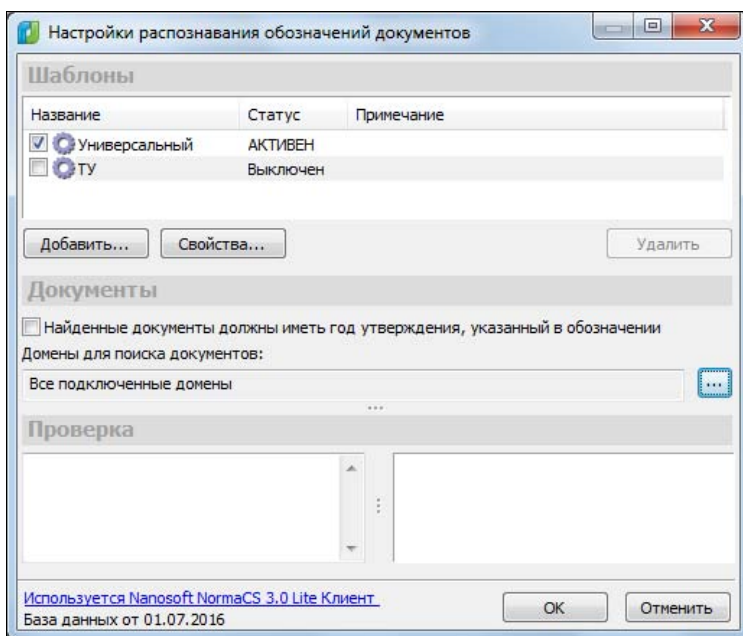 Настройки распознавания обозначений документов
Шаблоны
Название Статус Примечание
Универсальный АКТИВЕН
ТУ Выключен
Добавить... Свойства... Удалить
Документы
Найденные документы должны иметь год утверждения, указанный в обозначении
Домены для поиска документов:
Все подключенные домены ...
Проверка
Используется Nanosoft NormaCS 3.0 Lite Клиент
База данных от 01.07.2016
OK Отменить